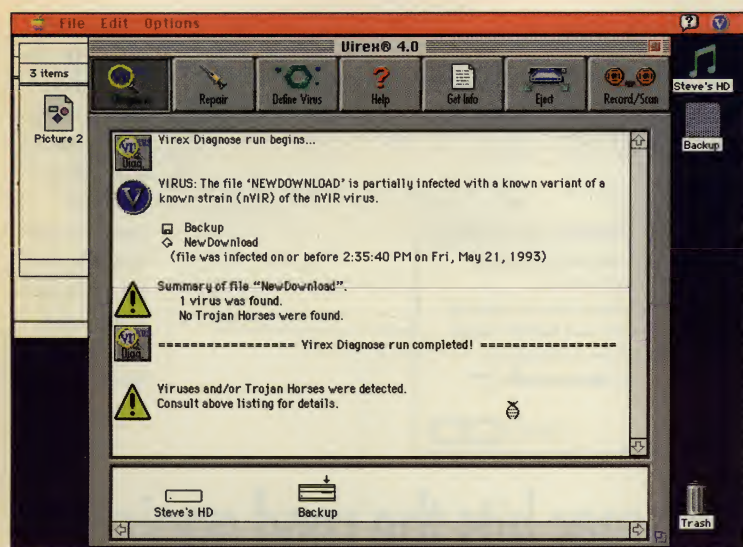 File Edit Options
Virex® 4.0
3 items
Picture 2
Repair
Define Virus
Help
Get Info
Eject
Record/Scan
Steve's HD
Backup
Virex Diagnose run begins...
VIRUS: The file 'NEWDOWNLOAD' is partially infected with a known variant of a
known strain (nVIR) of the nVIR virus.
Backup
NewDownload
(file was infected on or before 2:35:40 PM on Fri, May 21, 1993)
Summary of file “NewDownload”.
1 virus was found.
No Trojan Horses were found.
Diag
================= Virex Diagnose run completed! =================
Viruses and/or Trojan Horses were detected.
Consult above listing for details.
Steve's HD
Backup
Trash